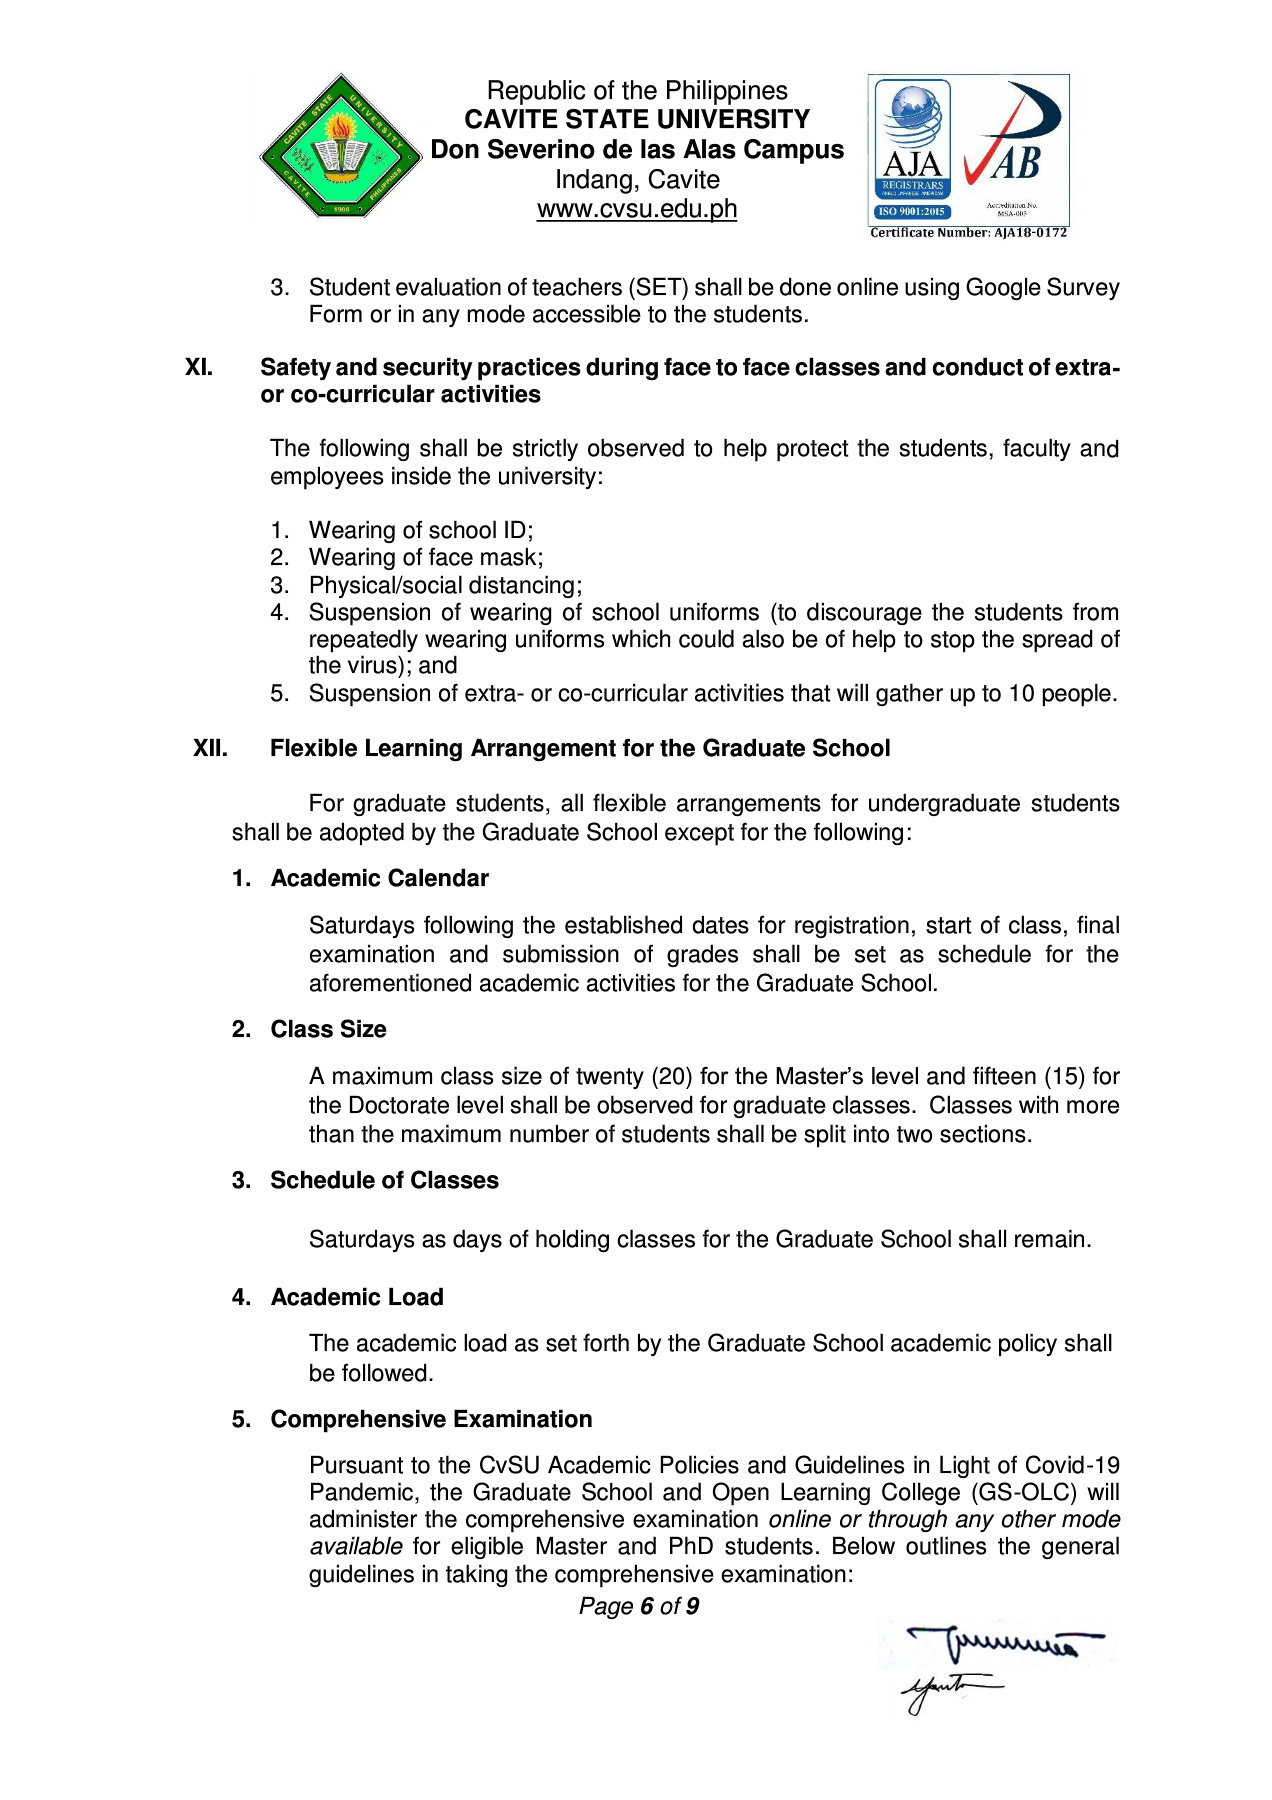 Republic of the Philippines
CAVITE STATE UNIVERSITY
Don Severino de las Alas Campus
Indang, Cavite
www.cvsu.edu.ph
CAVITE STATE UNIVERSITY
CAVITE PHILIPPINES
1906
AJA
REGISTRARS
ANGLO JAPANESE AMERICAN
ISO 9001:2015
PAB
Accreditation No.
MSA-005
Certificate Number: AJA18-0172
3. Student evaluation of teachers (SET) shall be done online using Google Survey
Form or in any mode accessible to the students.
XI. Safety and security practices during face to face classes and conduct of extra-
or co-curricular activities
The following shall be strictly observed to help protect the students, faculty and
employees inside the university:
1. Wearing of school ID;
2. Wearing of face mask;
3. Physical/social distancing;
4. Suspension of wearing of school uniforms (to discourage the students from
repeatedly wearing uniforms which could also be of help to stop the spread of
the virus); and
5. Suspension of extra- or co-curricular activities that will gather up to 10 people.
XII. Flexible Learning Arrangement for the Graduate School
For graduate students, all flexible arrangements for undergraduate students
shall be adopted by the Graduate School except for the following:
1. Academic Calendar
Saturdays following the established dates for registration, start of class, final
examination and submission of grades shall be set as schedule for the
aforementioned academic activities for the Graduate School.
2. Class Size
A maximum class size of twenty (20) for the Master’s level and fifteen (15) for
the Doctorate level shall be observed for graduate classes. Classes with more
than the maximum number of students shall be split into two sections.
3. Schedule of Classes
Saturdays as days of holding classes for the Graduate School shall remain.
4. Academic Load
The academic load as set forth by the Graduate School academic policy shall
be followed.
5. Comprehensive Examination
Pursuant to the CvSU Academic Policies and Guidelines in Light of Covid-19
Pandemic, the Graduate School and Open Learning College (GS-OLC) will
administer the comprehensive examination online or through any other mode
available for eligible Master and PhD students. Below outlines the general
guidelines in taking the comprehensive examination:
Page 6 of 9